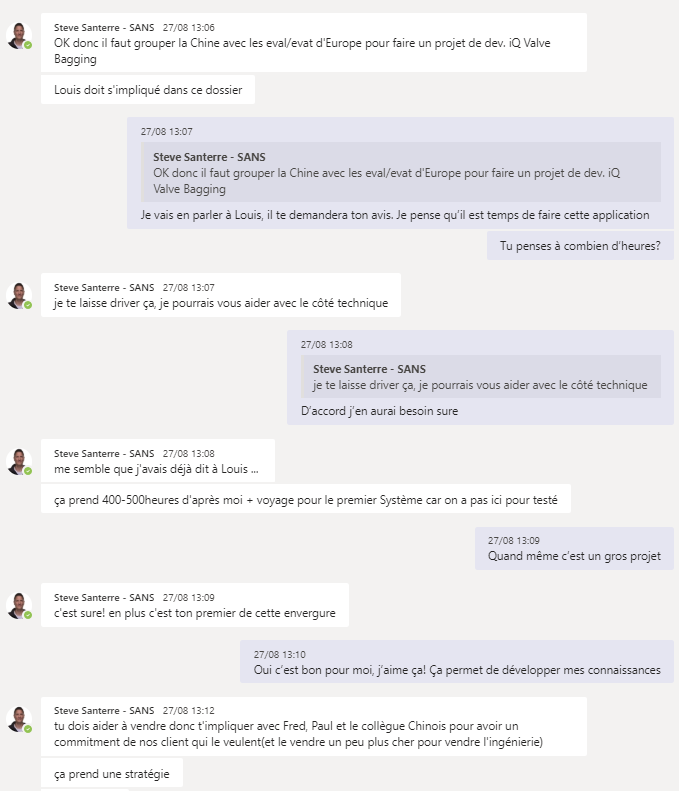 Steve Santerre - SANS 27/08 13:06
OK donc il faut grouper la Chine avec les eval/evat d'Europe pour faire un projet de dev. iQ Valve
Bagging
Louis doit s'impliqué dans ce dossier
27/08 13:07
Steve Santerre - SANS
OK donc il faut grouper la Chine avec les eval/evat d'Europe pour faire un projet de dev. iQ
Valve Bagging
Je vais en parler à Louis, il te demandera ton avis. Je pense qu'il est temps de faire cette application
Tu penses à combien d'heures?
Steve Santerre - SANS 27/08 13:07
je te laisse driver ça, je pourrais vous aider avec le côté technique
27/08 13:08
Steve Santerre - SANS
je te laisse driver ça, je pourrais vous aider avec le côté technique
D'accord j'en aurai besoin sure
Steve Santerre - SANS 27/08 13:08
me semble que j'avais déjà dit à Louis ...
ça prend 400-500heures d'après moi + voyage pour le premier Système car on a pas ici pour testé
27/08 13:09
Quand même c'est un gros projet
Steve Santerre - SANS 27/08 13:09
c'est sure! en plus c'est ton premier de cette envergure
27/08 13:10
Oui c'est bon pour moi, j'aime ça! Ça permet de développer mes connaissances
Steve Santerre - SANS 27/08 13:12
tu dois aider à vendre donc t'impliquer avec Fred, Paul et le collègue Chinois pour avoir un
commitment de nos client qui le veulent(et le vendre un peu plus cher pour vendre l'ingénierie)
ça prend une stratégie